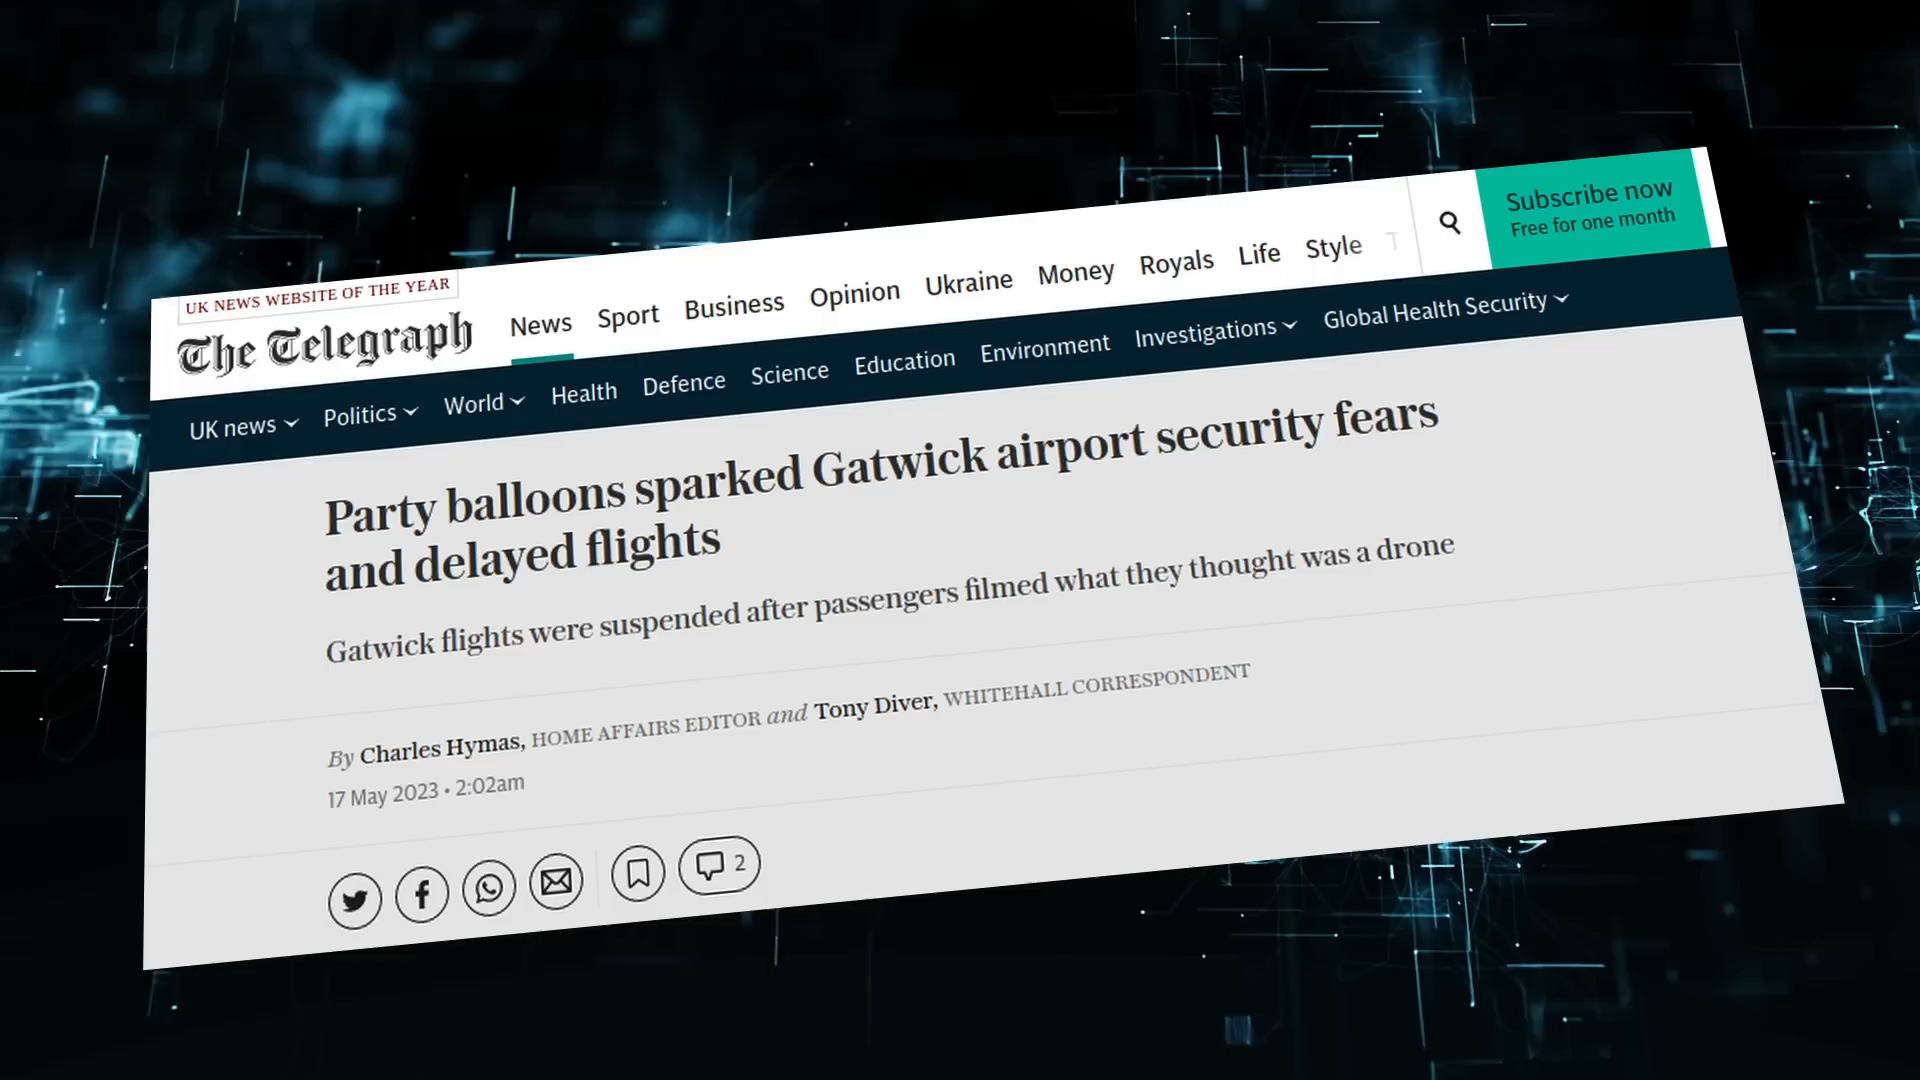 UK NEWS WEBSITE OF THE YEAR
The Telegraph
News Sport Business Opinion Ukraine Money Royals Life Style T
Subscribe now
Free for one month
UK news Politics World Health Defence Science Education Environment Investigations Global Health Security
Party balloons sparked Gatwick airport security fears
and delayed flights
Gatwick flights were suspended after passengers filmed what they thought was a drone
By Charles Hymas, HOME AFFAIRS EDITOR and Tony Diver, WHITEHALL CORRESPONDENT
17 May 2023 • 2:02am
2